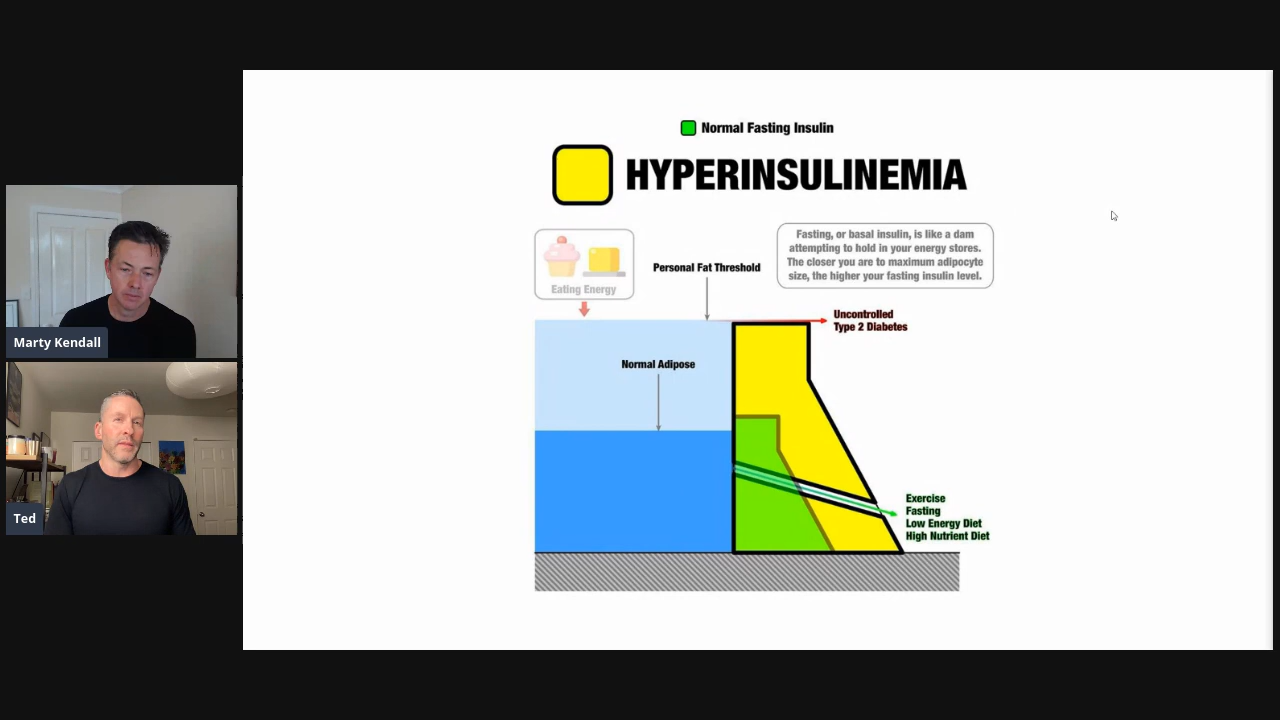 Marty Kendall
Ted
Normal Fasting Insulin
HYPERINSULINEMIA
Eating Energy
Personal Fat Threshold
Fasting, or basal insulin, is like a dam
attempting to hold in your energy stores.
The closer you are to maximum adipocyte
size, the higher your fasting insulin level.
Uncontrolled
Type 2 Diabetes
Normal Adipose
Exercise
Fasting
Low Energy Diet
High Nutrient Diet